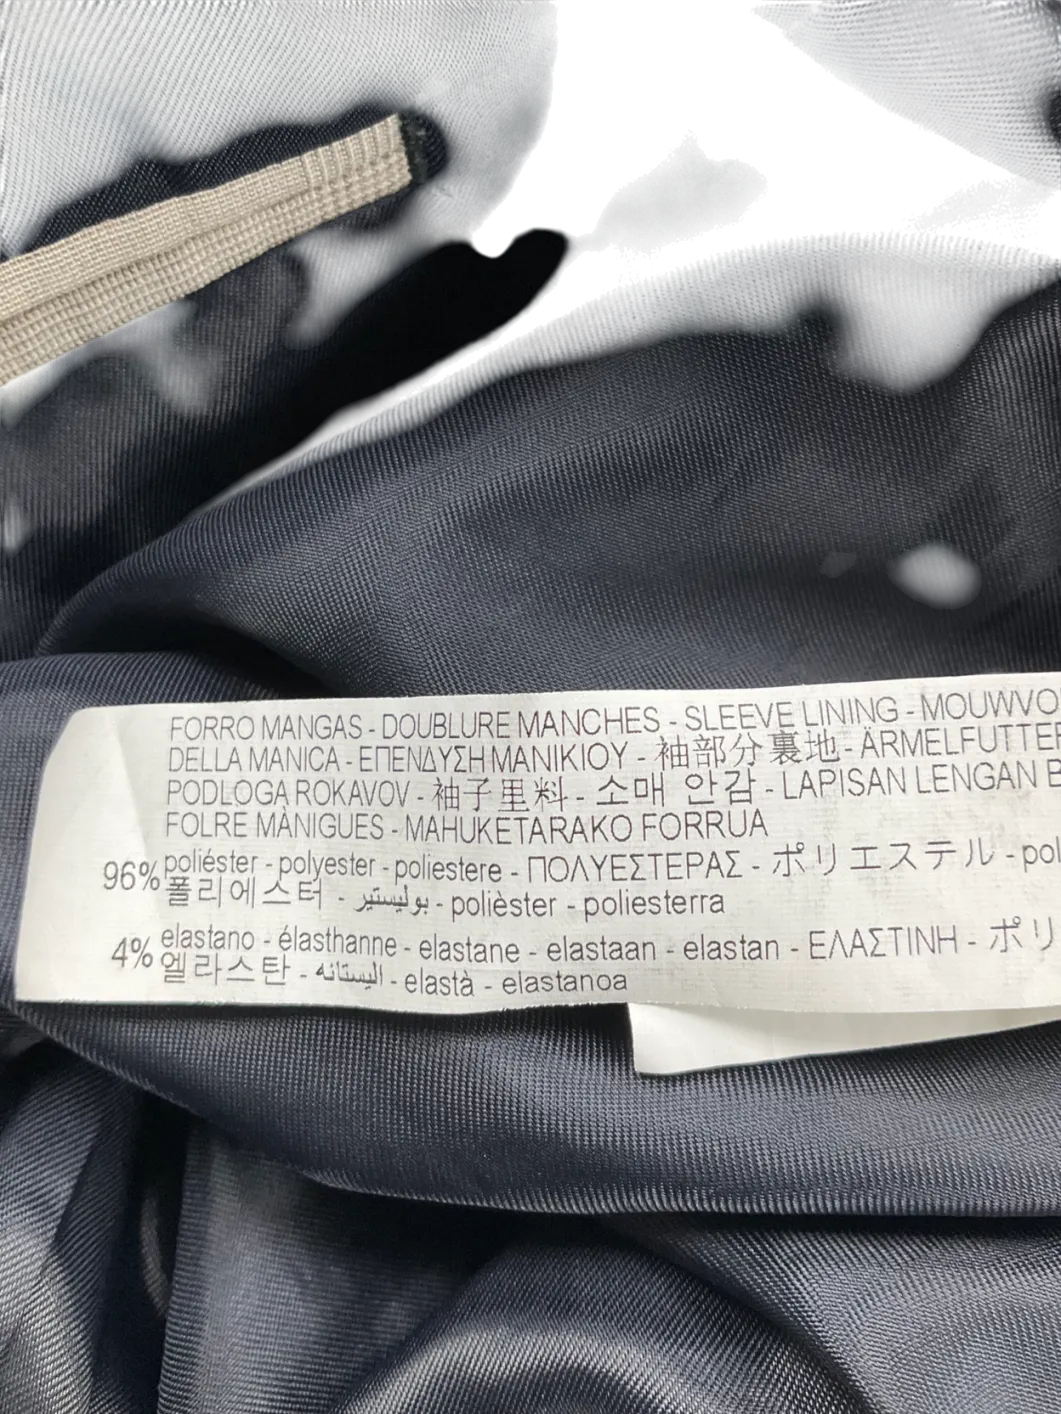 FORRO MANGAS - DOUBLURE MANCHES - SLEEVE LINING - MOUWVO
DELLA MANICA - ΕΠΕΝΔΥΣΗ ΜΑΝΙΚΙΟΥ - 袖部分裏地 - ÄRMELFUTTER
PODLOGA ROKAVOV - 袖子里料 - 소매 안감 - LAPISAN LENGAN B
FOLRE MÀNIGUES - MAHUKETARAKO FORRUA
96% poliéster - polyester - poliestere - ΠΟΛΥΕΣΤΕΡΑΣ - ポリエステル - pol
폴리에스터 - بوليستير - polièster - poliesterra
4% elastano - élasthanne - elastane - elastaan - elastan - ΕΛΑΣΤΙΝΗ - ポリ
엘라스탄 - اليستانه - elastà - elastanoa